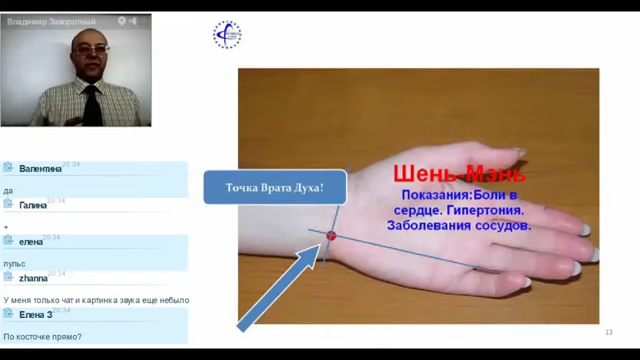 Владимир Заворотный
Валентина 20:34
да
Галина 20:34
+
елена 20:34
пульс
zhanna 20:34
У меня только чат и картинка звука еще небыло
Елена З 20:34
По косточке прямо?
Точка Врата Духа!
Шень-Мэнь
Показания:Боли в
сердце. Гипертония.
Заболевания сосудов.
13